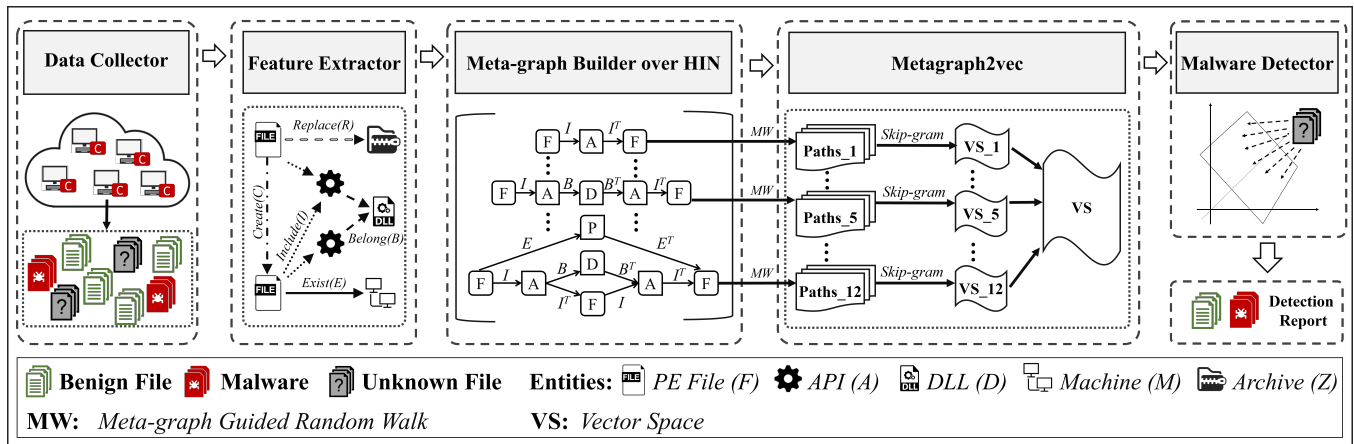 Data Collector
Feature Extractor
Meta-graph Builder over HIN
Metagraph2vec
Malware Detector
C
C
C
C
C
?
?
FILE
Replace(R)
Create(C)
Include(I)
DLL
Belong(B)
FILE
Exist(E)
F I A I^T F
F I A B D B^T A I^T F
P
E E^T
D
B B^T
F I A A I^T F
I^T I
F
MW Paths_1 Skip-gram VS_1
MW Paths_5 Skip-gram VS_5
MW Paths_12 Skip-gram VS_12
VS
?
Detection
Report
Benign File Malware ? Unknown File Entities: FILE PE File (F) API (A) DLL DLL (D) Machine (M) Archive (Z)
MW: Meta-graph Guided Random Walk VS: Vector Space